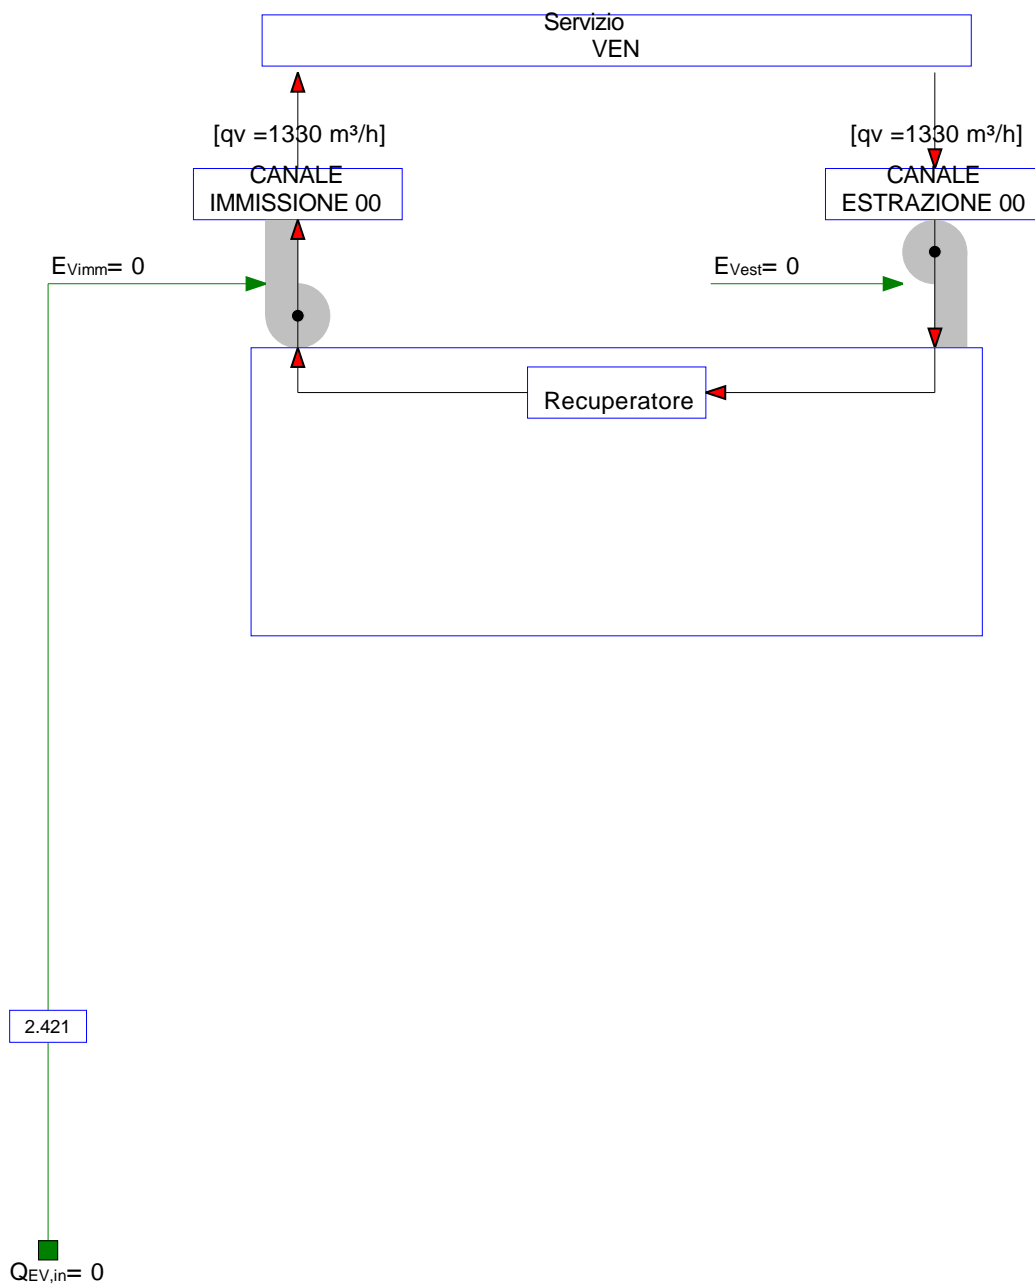 Servizio
VEN
[qv =1330 m³/h]
[qv =1330 m³/h]
CANALE
IMMISSIONE 00
CANALE
ESTRAZIONE 00
EVimm= 0
EVest= 0
Recuperatore
2.421
QEV,in= 0